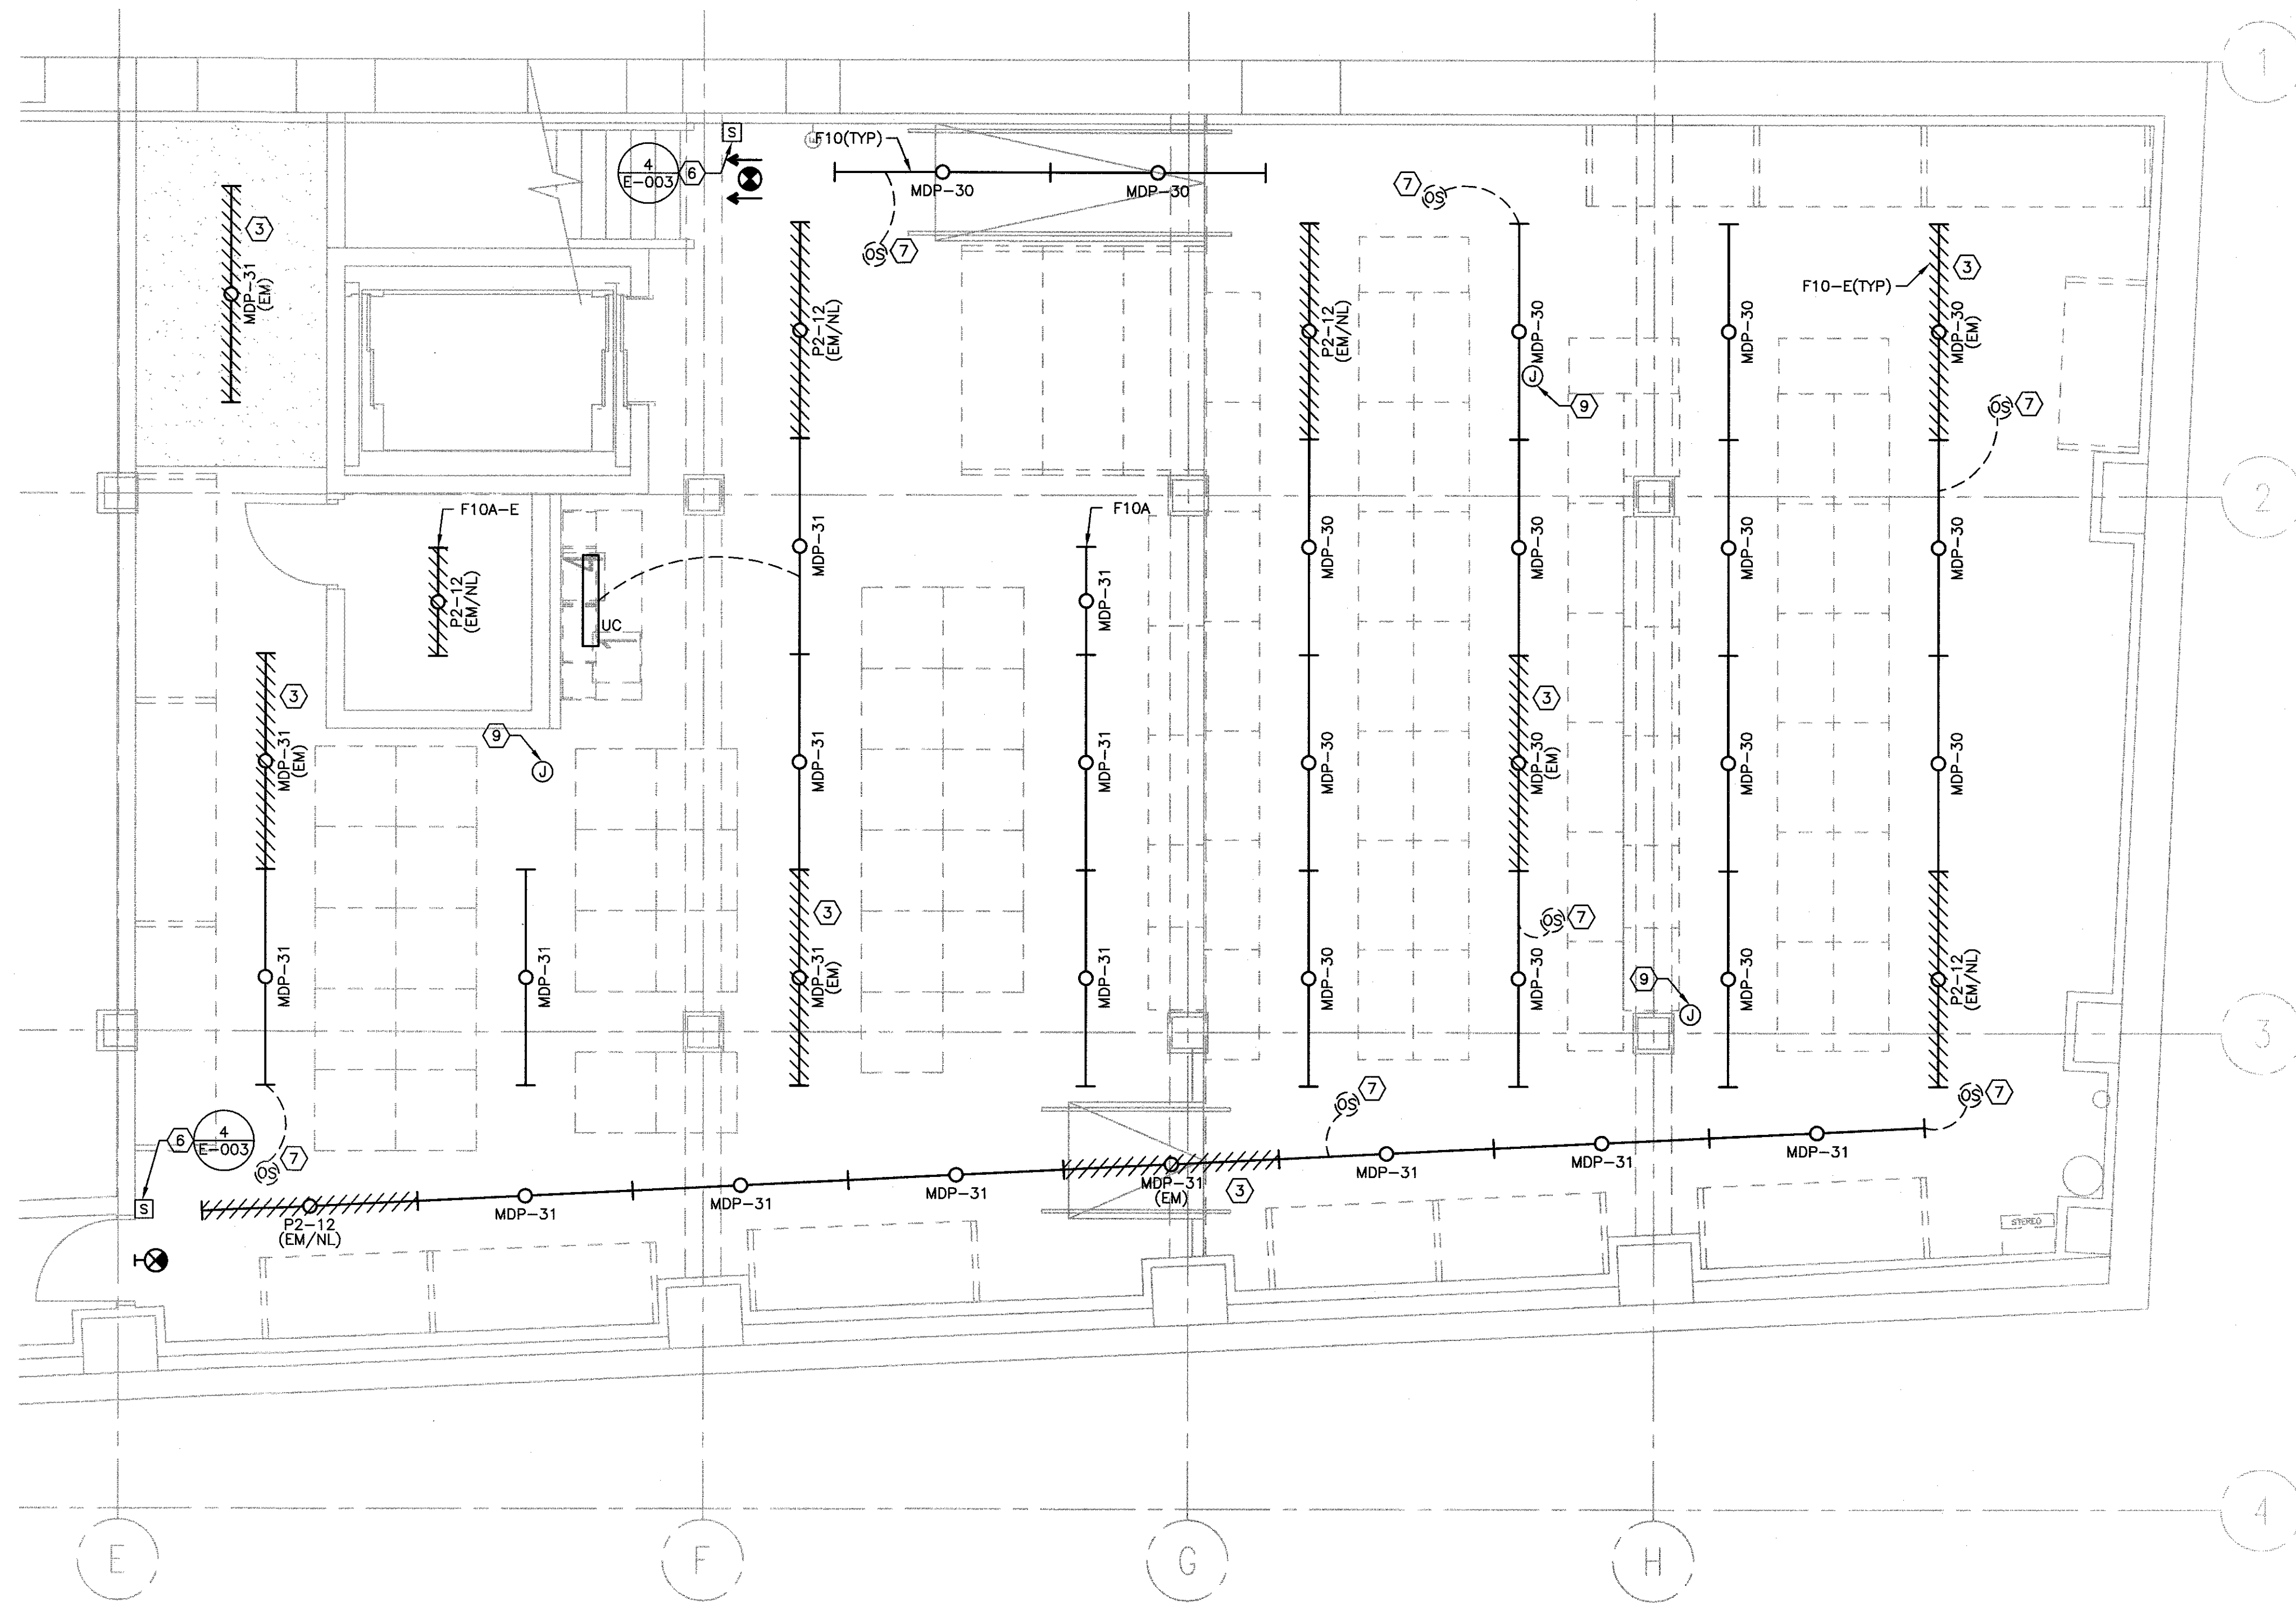 1
S
4
E-003
6
F10(TYP)
MDP-30
MDP-30
OS
7
7
OS
3
MDP-31
(EM)
P2-12
(EM/NL)
P2-12
(EM/NL)
MDP-30
J
9
MDP-30
F10-E(TYP)
3
MDP-30
(EM)
OS
7
2
F10A-E
P2-12
(EM/NL)
UC
MDP-31
F10A
MDP-31
MDP-30
MDP-30
MDP-30
MDP-30
3
MDP-31
(EM)
9
J
MDP-31
MDP-31
MDP-30
3
MDP-30
(EM)
MDP-30
MDP-30
MDP-31
MDP-31
3
MDP-31
(EM)
MDP-31
MDP-30
OS
7
MDP-30
9
J
MDP-30
P2-12
(EM/NL)
3
6
4
E-003
OS
7
OS
7
OS
7
S
P2-12
(EM/NL)
MDP-31
MDP-31
MDP-31
MDP-31
(EM)
3
MDP-31
MDP-31
MDP-31
STEREO
4
E
F
G
H